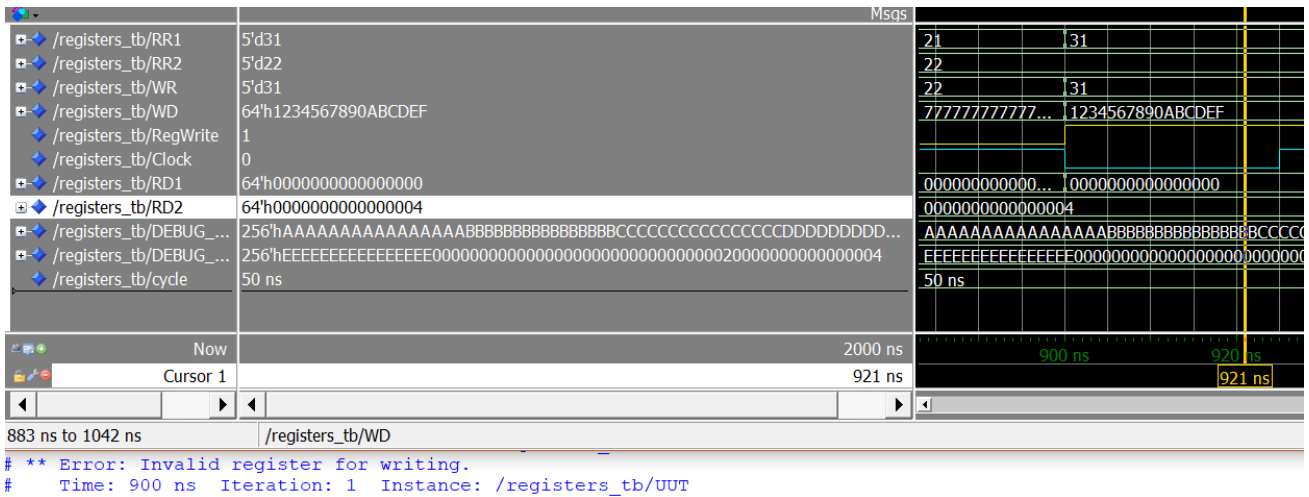 Msgs
/registers_tb/RR1 5'd31 21 31
/registers_tb/RR2 5'd22 22
/registers_tb/WR 5'd31 22 31
/registers_tb/WD 64'h1234567890ABCDEF 777777777777... 1234567890ABCDEF
/registers_tb/RegWrite 1
/registers_tb/Clock 0
/registers_tb/RD1 64'h0000000000000000 000000000000... 0000000000000000
/registers_tb/RD2 64'h0000000000000004 0000000000000004
/registers_tb/DEBUG_... 256'hAAAAAAAAAAAAAAAABBBBBBBBBBBBBBBBCCCCCCCCCCCCCCCCDDDDDDDDD... AAAAAAAAAAAAAAAABBBBBBBBBBBBBBBBCCCCC
/registers_tb/DEBUG_... 256'hEEEEEEEEEEEEEEEE000000000000000000000000000000020000000000000004 EEEEEEEEEEEEEEEE00000000000000000000000
/registers_tb/cycle 50 ns 50 ns
Now 2000 ns 900 ns 920 ns
Cursor 1 921 ns 921 ns
883 ns to 1042 ns /registers_tb/WD
# ** Error: Invalid register for writing.
# Time: 900 ns Iteration: 1 Instance: /registers_tb/UUT